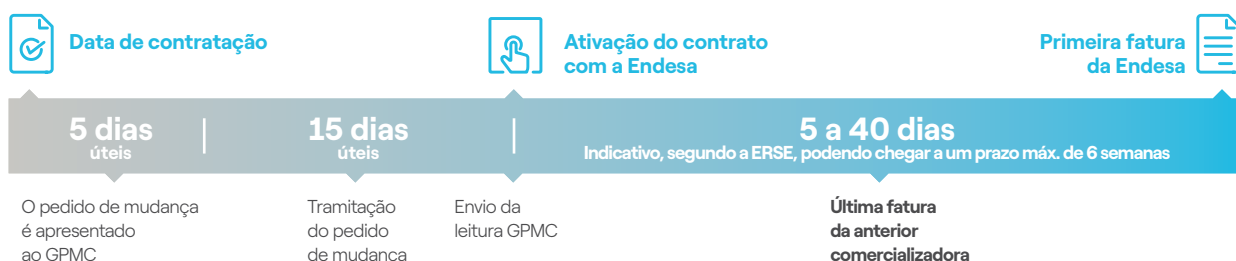 Data de contratação
Ativação do contrato
com a Endesa
Primeira fatura
da Endesa
5 dias
úteis
15 dias
úteis
5 a 40 dias
Indicativo, segundo a ERSE, podendo chegar a um prazo máx. de 6 semanas
O pedido de mudança
é apresentado
ao GPMC
Tramitação
do pedido
de mudança
Envio da
leitura GPMC
Última fatura
da anterior
comercializadora